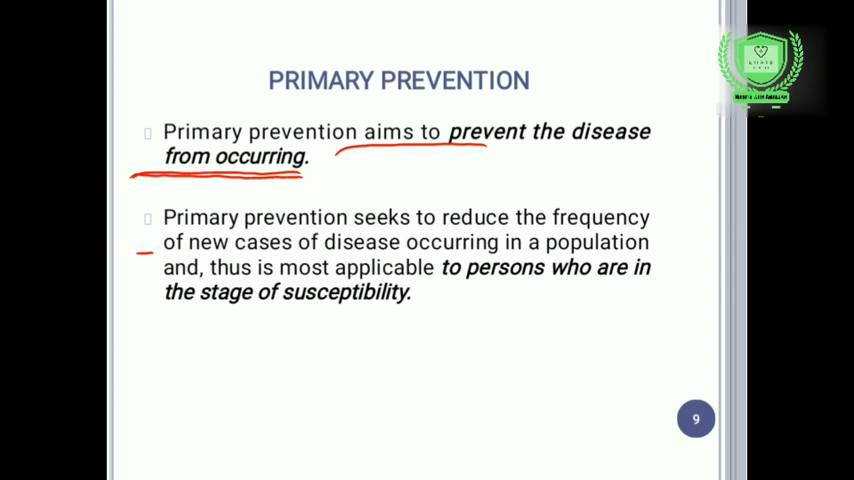 PRIMARY PREVENTION
Primary prevention aims to prevent the disease
from occurring.
Primary prevention seeks to reduce the frequency
of new cases of disease occurring in a population
and, thus is most applicable to persons who are in
the stage of susceptibility.
9